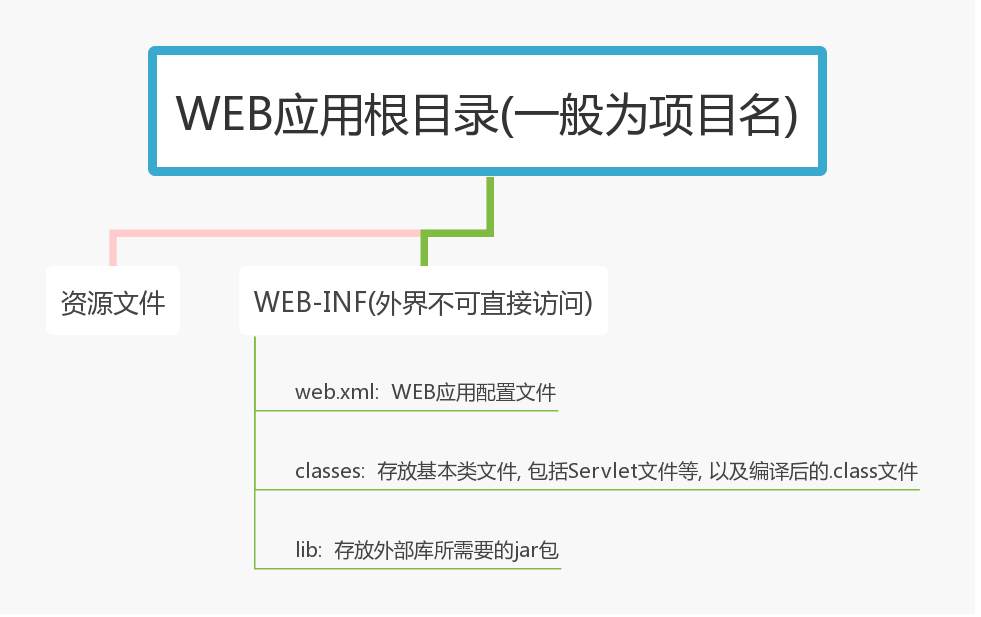 WEB应用根目录(一般为项目名)
资源文件
WEB-INF(外界不可直接访问)
web.xml: WEB应用配置文件
classes: 存放基本类文件, 包括Servlet文件等, 以及编译后的.class文件
lib: 存放外部库所需要的jar包